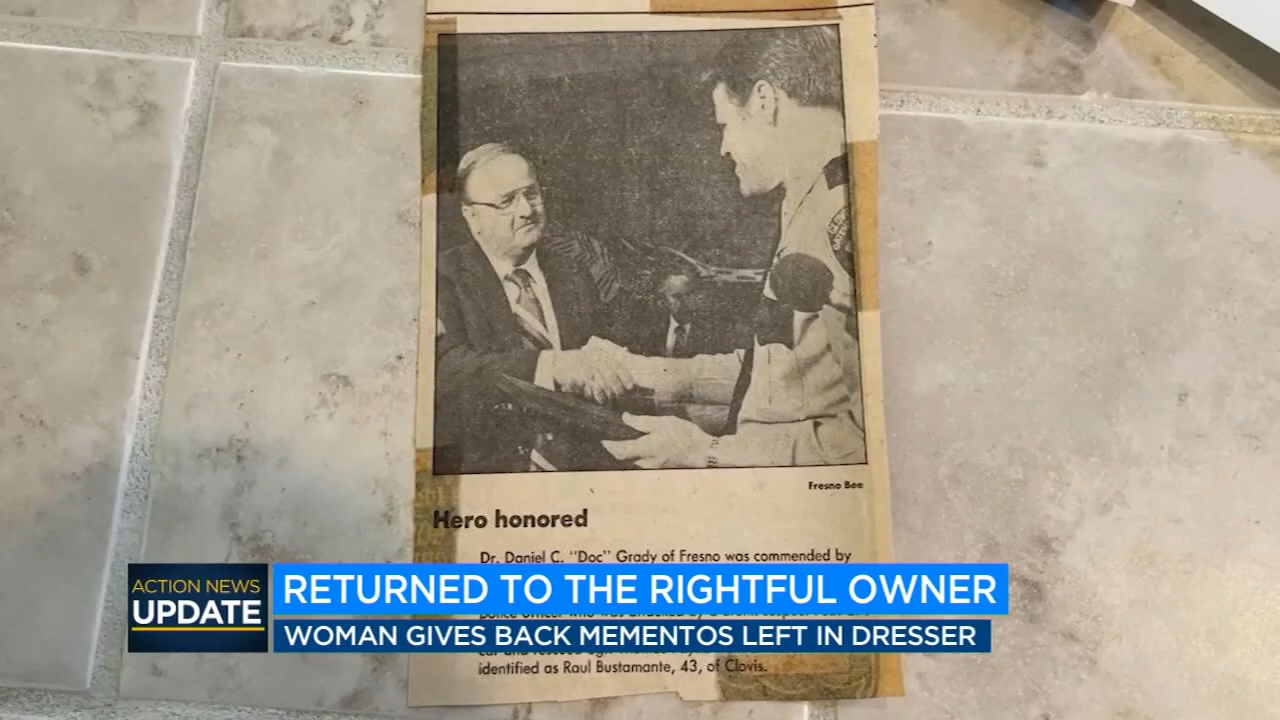 Fresno Bee
Hero honored
Dr. Daniel C. "Doc" Grady of Fresno was commended by
ACTION NEWS
UPDATE
RETURNED TO THE RIGHTFUL OWNER
WOMAN GIVES BACK MEMENTOS LEFT IN DRESSER
identified as Raul Bustamante, 43, of Clovis.